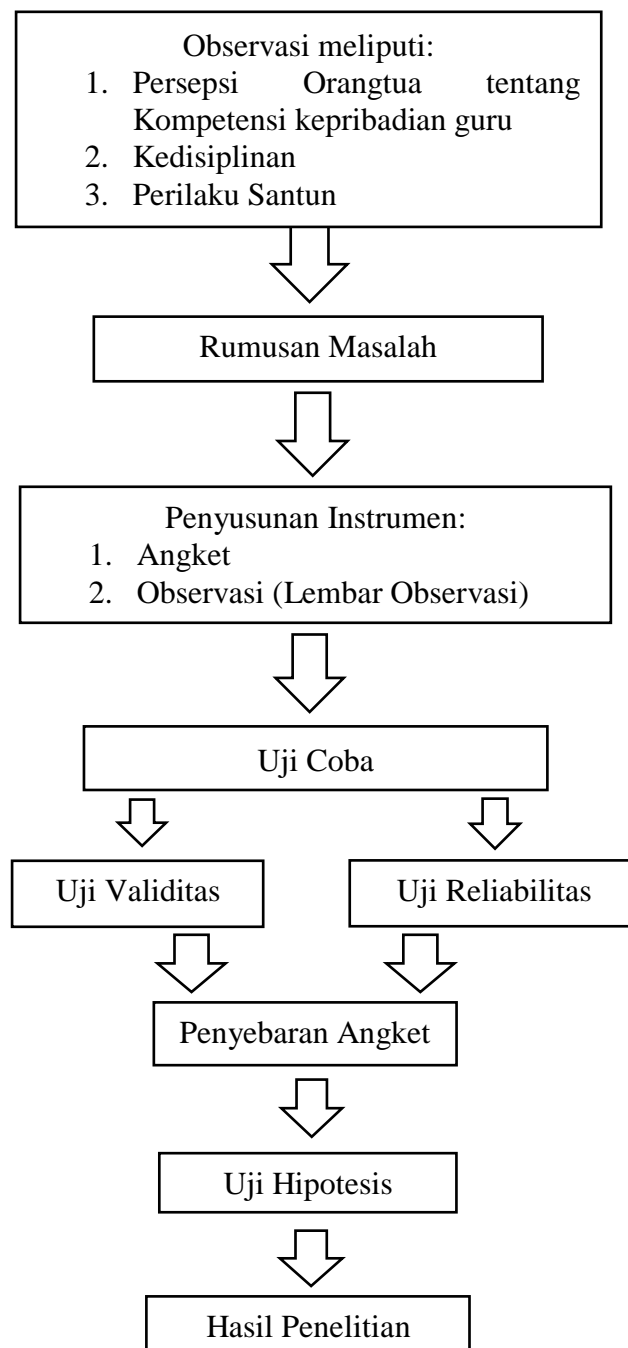 Observasi meliputi:
1. Persepsi Orangtua tentang
Kompetensi kepribadian guru
2. Kedisiplinan
3. Perilaku Santun
Rumusan Masalah
Penyusunan Instrumen:
1. Angket
2. Observasi (Lembar Observasi)
Uji Coba
Uji Validitas
Uji Reliabilitas
Penyebaran Angket
Uji Hipotesis
Hasil Penelitian